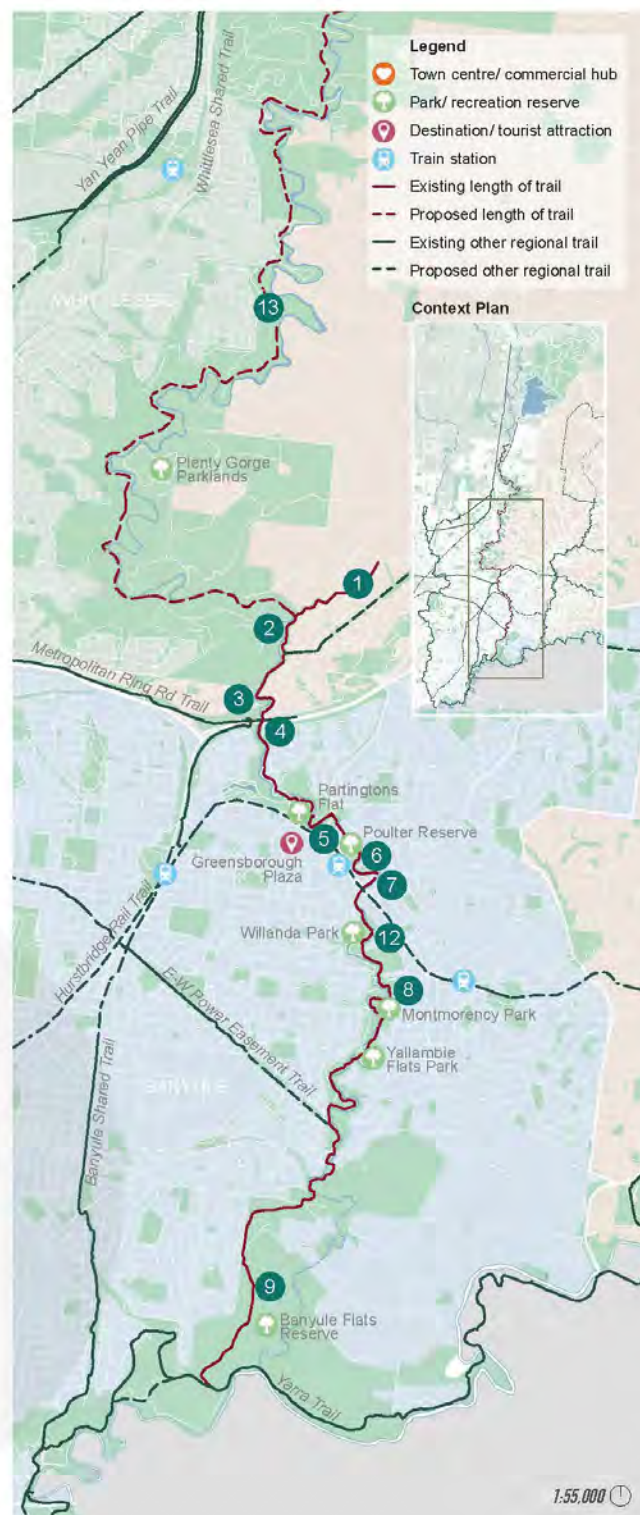 Legend
Town centre/ commercial hub
Park/ recreation reserve
Destination/ tourist attraction
Train station
Existing length of trail
Proposed length of trail
Existing other regional trail
Proposed other regional trail
Context Plan
Yan Yean Pipe Trail
Whittlesea Shared Trail
WHITTLESEA
13
Plenty Gorge
Parklands
1
2
Metropolitan Ring Rd Trail
3
4
Partingtons
Flat
5
Poulter Reserve
6
Greensborough
Plaza
7
Hurstbridge Rail Trail
Willanda Park
12
8
Montmorency Park
E-W Power Easement Trail
Yallambie
Flats Park
BANYULE
Banyule Shared Trail
9
Banyule Flats
Reserve
Yarra Trail
1:55,000